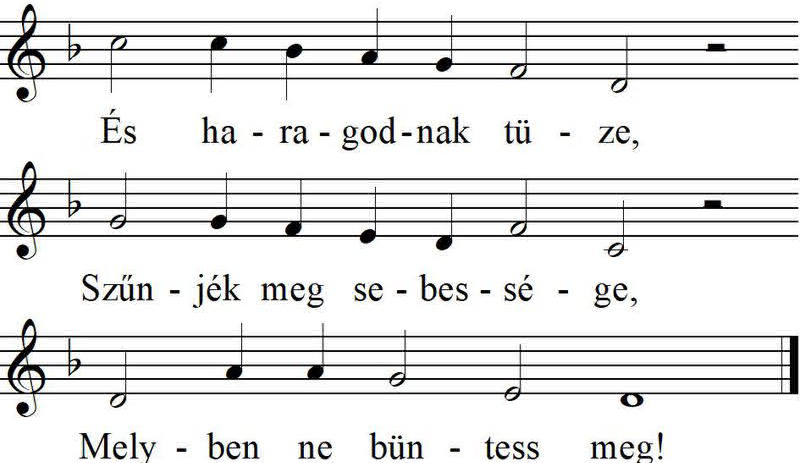 És ha - ra - god - nak tü - ze,
Szűn - jék meg se - bes - sé - ge,
Mely - ben ne bün - tess meg!